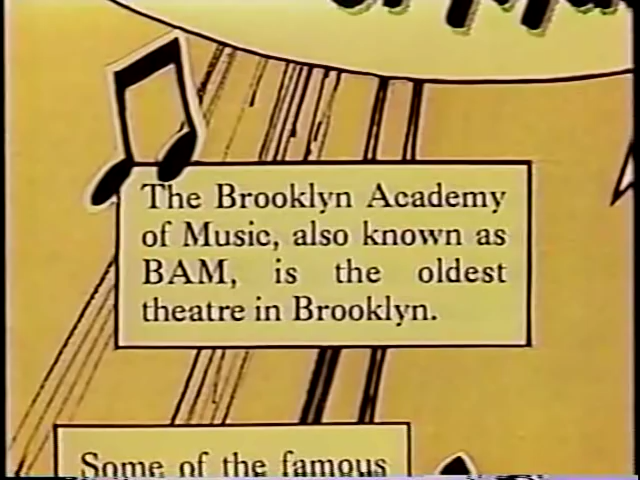 The Brooklyn Academy
of Music, also known as
BAM, is the oldest
theatre in Brooklyn.
Some of the famous